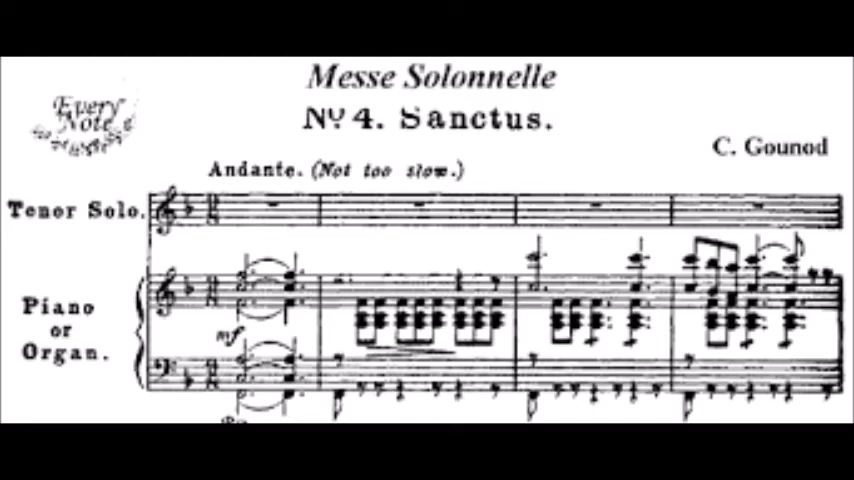 Messe Solonnelle
Every
Note
Nº 4. Sanctus.
C. Gounod
Andante. (Not too slow.)
Tenor Solo.
Piano
or
Organ.
mf